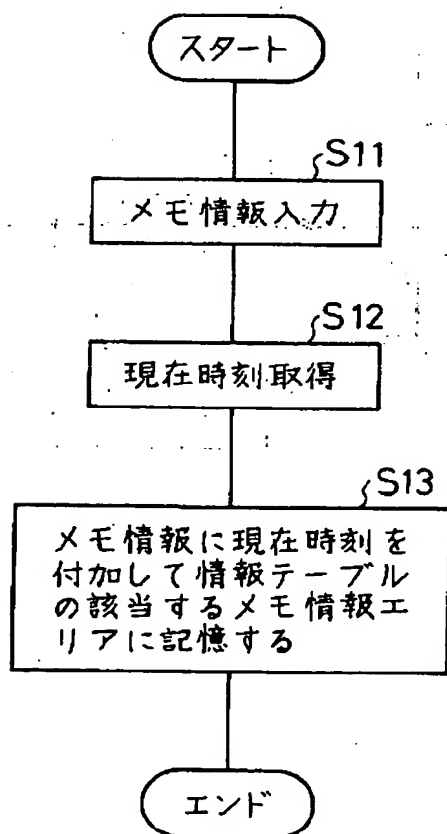 スタート
S11
メモ情報入力
S12
現在時刻取得
S13
メモ情報に現在時刻を
付加して情報テーブル
の該当するメモ情報エ
リアに記憶する
エンド